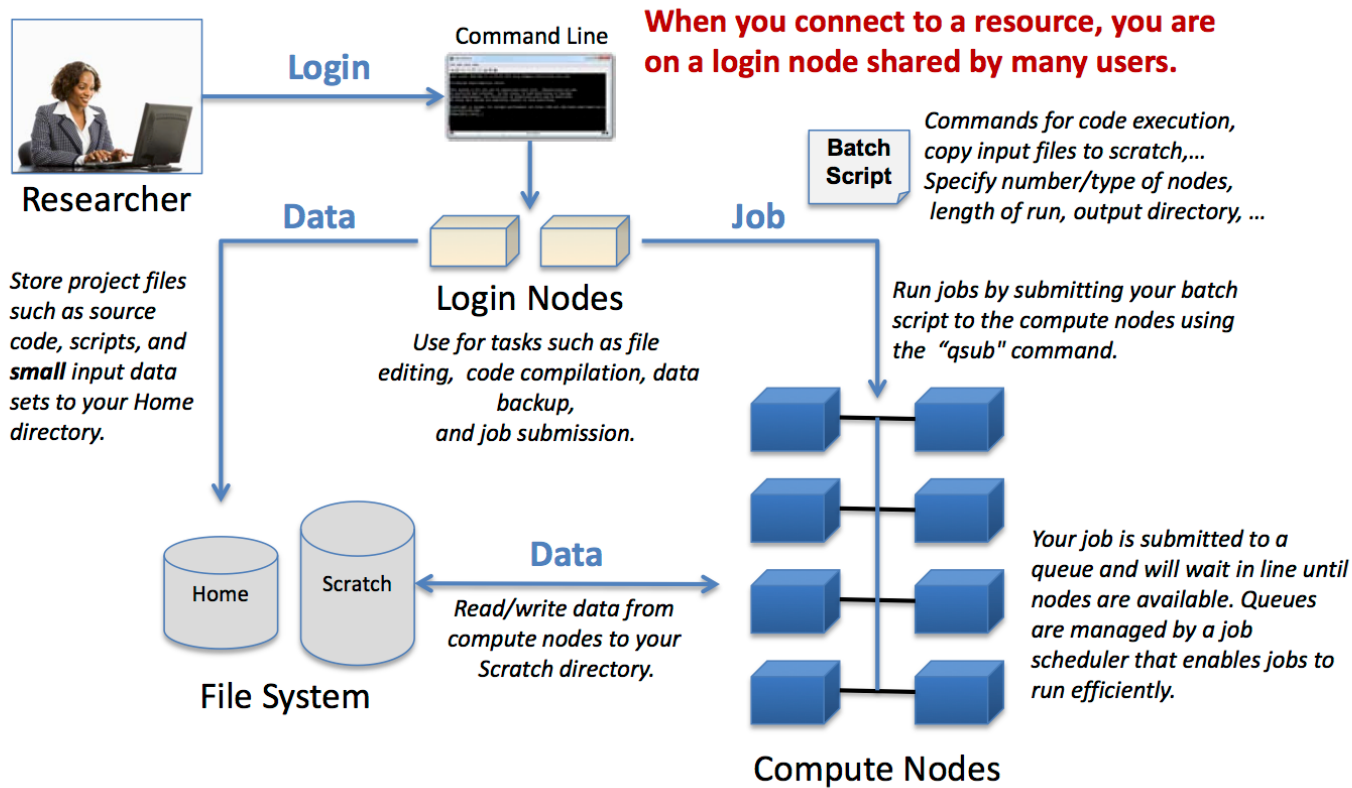 When you connect to a resource, you are
on a login node shared by many users.
Command Line
Login
Researcher
Batch
Script
Commands for code execution,
copy input files to scratch,...
Specify number/type of nodes,
length of run, output directory, ...
Data
Job
Login Nodes
Use for tasks such as file
editing, code compilation, data
backup,
and job submission.
Store project files
such as source
code, scripts, and
small input data
sets to your Home
directory.
Run jobs by submitting your batch
script to the compute nodes using
the “qsub" command.
Home
Scratch
File System
Data
Read/write data from
compute nodes to your
Scratch directory.
Your job is submitted to a
queue and will wait in line until
nodes are available. Queues
are managed by a job
scheduler that enables jobs to
run efficiently.
Compute Nodes